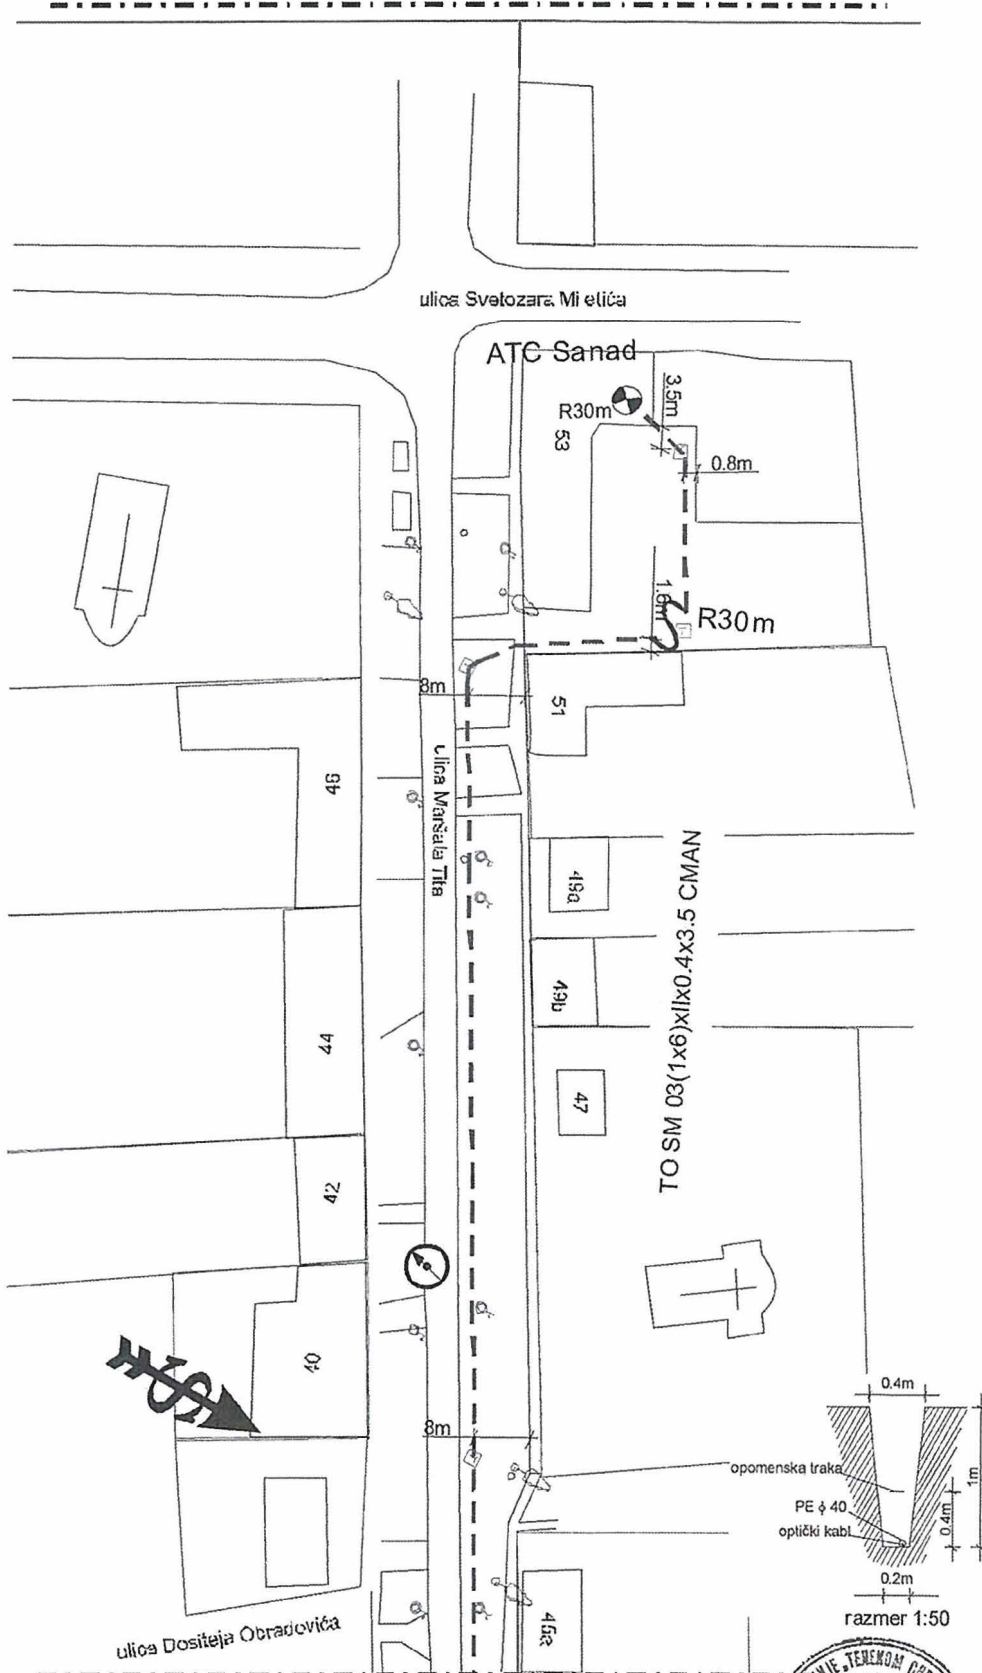 ulica Svetozara Mi etića
ATC Sanad
R30m
3.5m
53
0.8m
1.6m
R30m
8m
51
ulica Maršala Tita
46
49a
TO SM 03(1x6)xIIx0.4x3.5 CMAN
49b
44
47
42
40
S
8m
0.4m
opomenska traka
1m
PE ϕ 40
0.4m
optički kabl
0.2m
razmer 1:50
45a
ulica Dositeja Obradovića